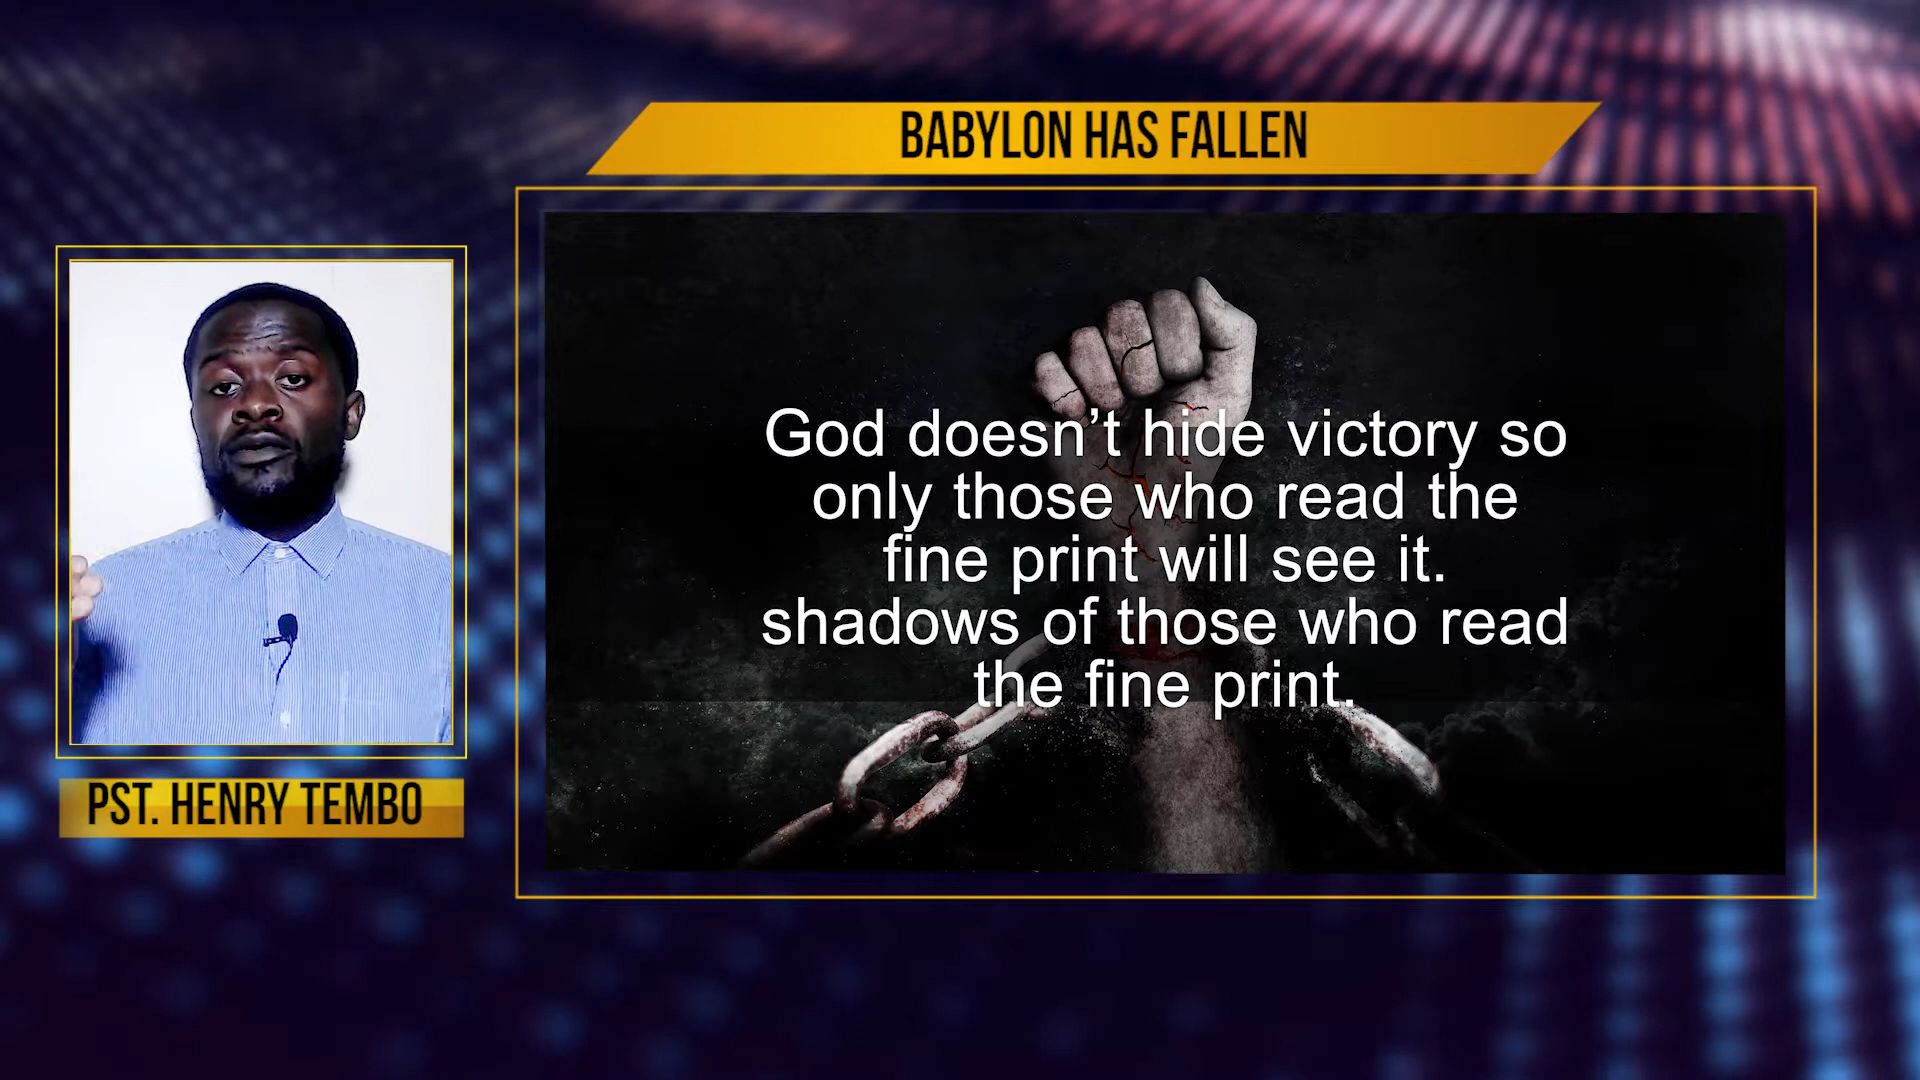 BABYLON HAS FALLEN
God doesn’t hide victory so
only those who read the
fine print will see it.
shadows of those who read
the fine print.
PST. HENRY TEMBO